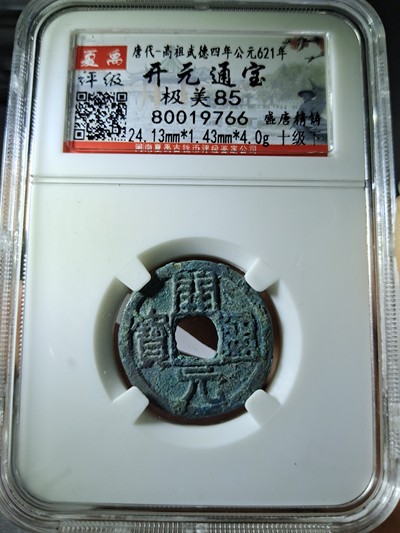 夏禹
评级
唐代-高祖武德四年公元621年
开元通宝
极美85
80019766 盛唐精铸
24.13mm*1.43mm*4.0g 十级
開元通寶